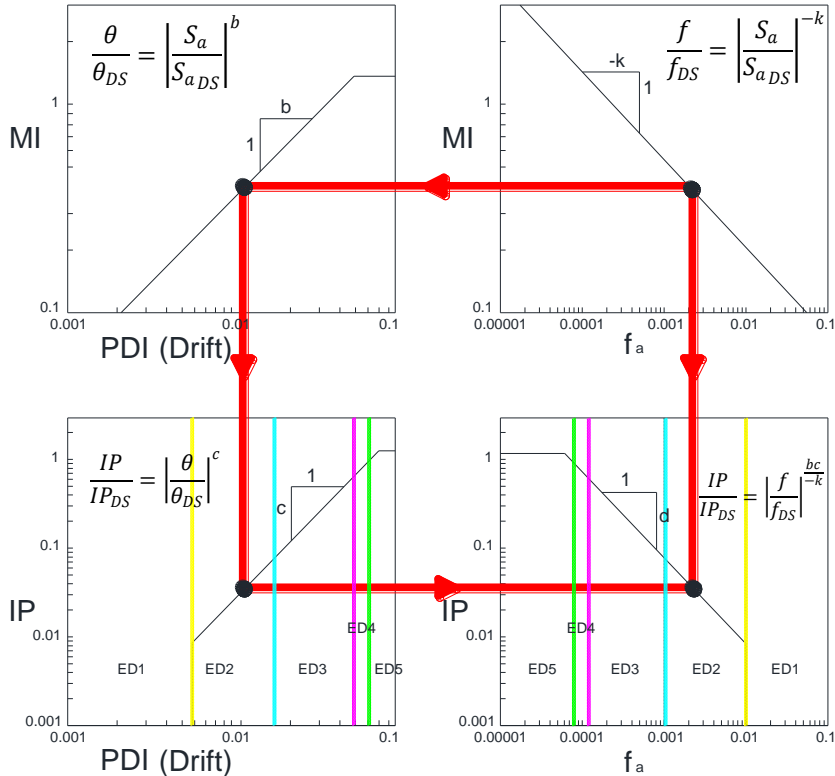 θ/θ_DS = |S_a/S_{a DS}|^b
b
1
1
MI
0.1
0.001
0.01
0.1
PDI (Drift)
f/f_DS = |S_a/S_{a DS}|^{-k}
-k
1
1
MI
0.1
0.00001
0.0001
0.001
0.01
0.1
f a
IP/IP_DS = |θ/θ_DS|^c
1
c
1
0.1
0.01
0.001
IP
ED1
ED2
ED3
ED4
ED5
0.001
0.01
0.1
PDI (Drift)
IP/IP_DS = |f/f_DS|^{bc/-k}
1
d
1
0.1
0.01
0.001
IP
ED5
ED4
ED3
ED2
ED1
0.00001
0.0001
0.001
0.01
0.1
f a